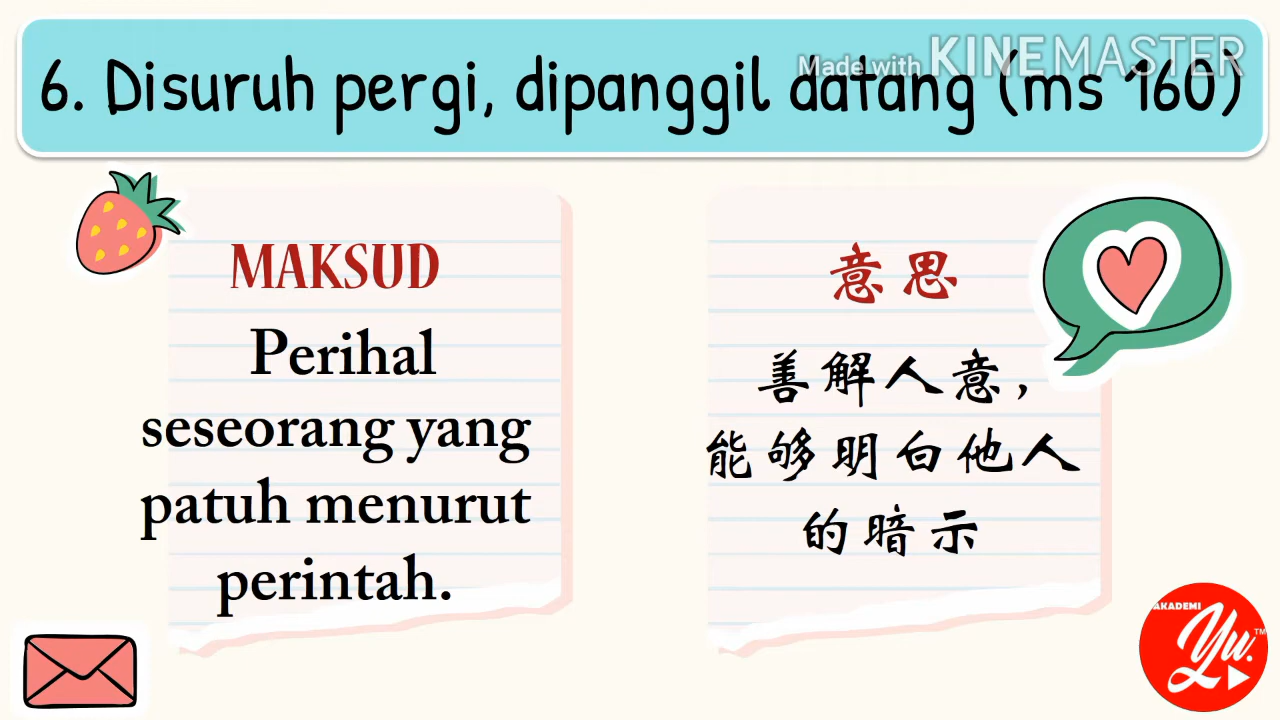 Made with KINEMASTER
6. Disuruh pergi, dipanggil datang (ms 160)
MAKSUD
Perihal
seseorang yang
patuh menurut
perintah.
意思
善解人意，
能够明白他人
的暗示
AKADEMI
Yu.
TM